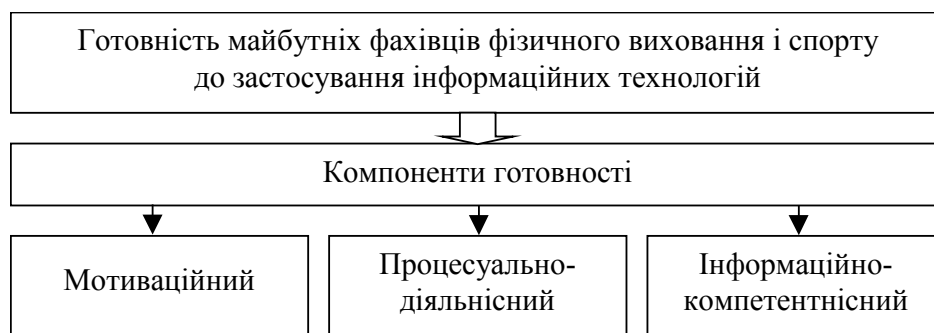 Готовність майбутніх фахівців фізичного виховання і спорту
до застосування інформаційних технологій
Компоненти готовності
Мотиваційний
Процесуально-
діяльнісний
Інформаційно-
компетентнісний